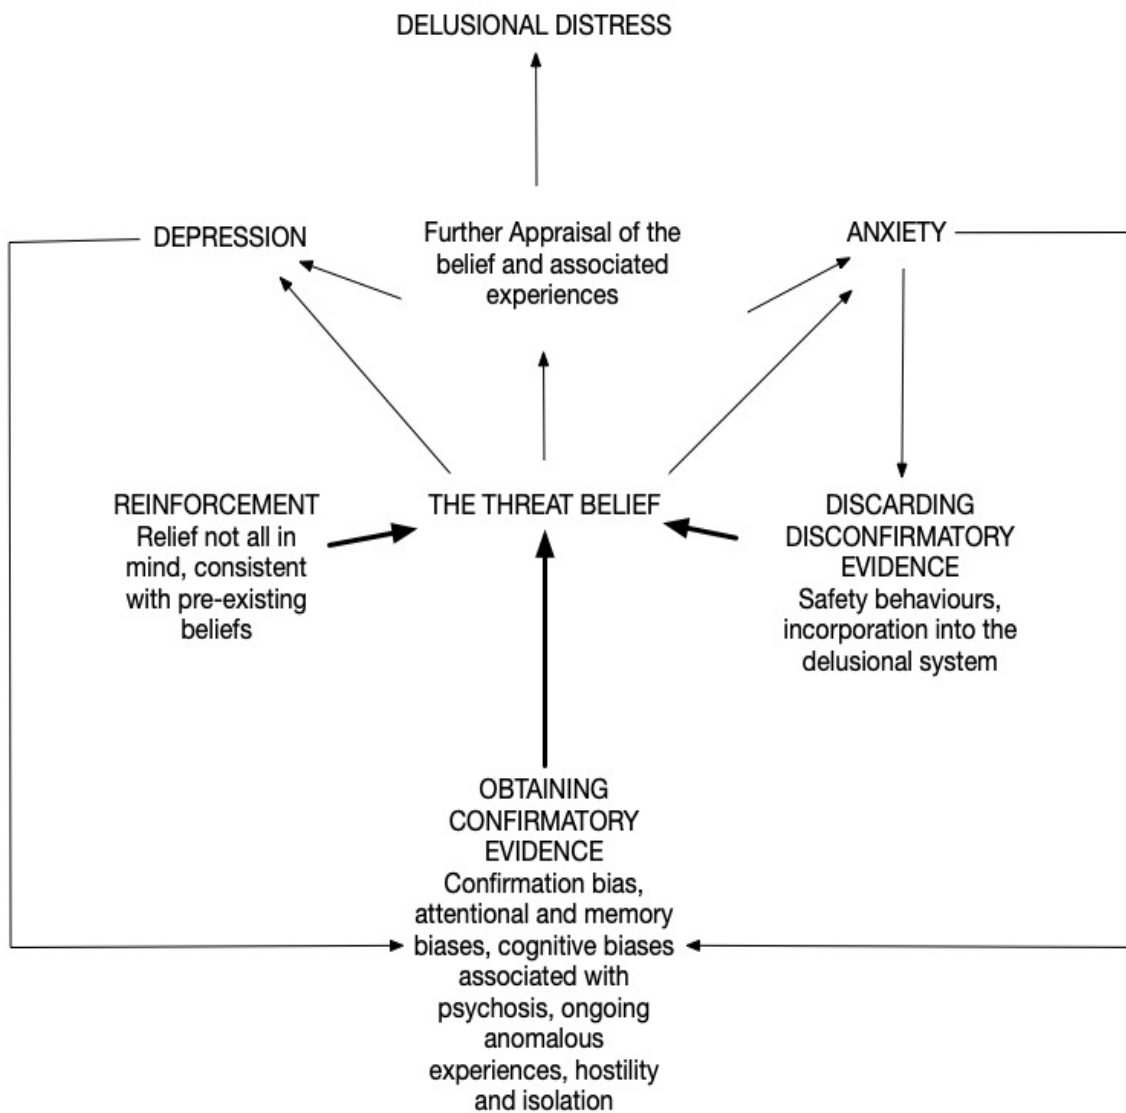 DELUSIONAL DISTRESS
DEPRESSION
Further Appraisal of the
belief and associated
experiences
ANXIETY
REINFORCEMENT
Relief not all in
mind, consistent
with pre-existing
beliefs
THE THREAT BELIEF
DISCARDING
DISCONFIRMATORY
EVIDENCE
Safety behaviours,
incorporation into the
delusional system
OBTAINING
CONFIRMATORY
EVIDENCE
Confirmation bias,
attentional and memory
biases, cognitive biases
associated with
psychosis, ongoing
anomalous
experiences, hostility
and isolation